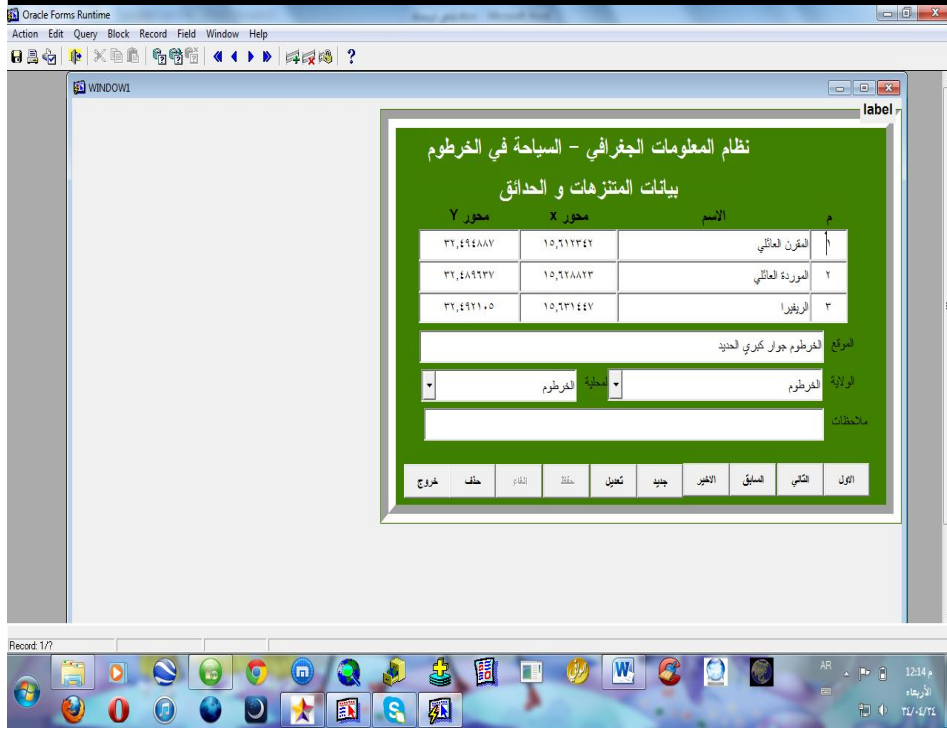 Oracle Forms Runtime
Action Edit Query Block Record Field Window Help
WINDOW1
label
نظام المعلومات الجغرافي - السياحة في الخرطوم
بيانات المتنزهات و الحدائق
م الاسم محور x محور Y
١ المقرن العائلي ١٥,٦١٢٣٤٢ ٣٢,٤٩٤٨٨٧
٢ الموردة العائلي ١٥,٦٢٨٨٢٣ ٣٢,٤٨٩٦٣٧
٣ الريفيرا ١٥,٦٣١٤٤٧ ٣٢,٤٩٢١٠٥
الموقع الخرطوم جوار كبري الحديد
الولاية الخرطوم المحلية الخرطوم
ملاحظات
الاول التالي السابق الاخير جديد تعديل حفظ الغاء حذف خروج
Record: 1/?
AR
12:14 م
الأربعاء